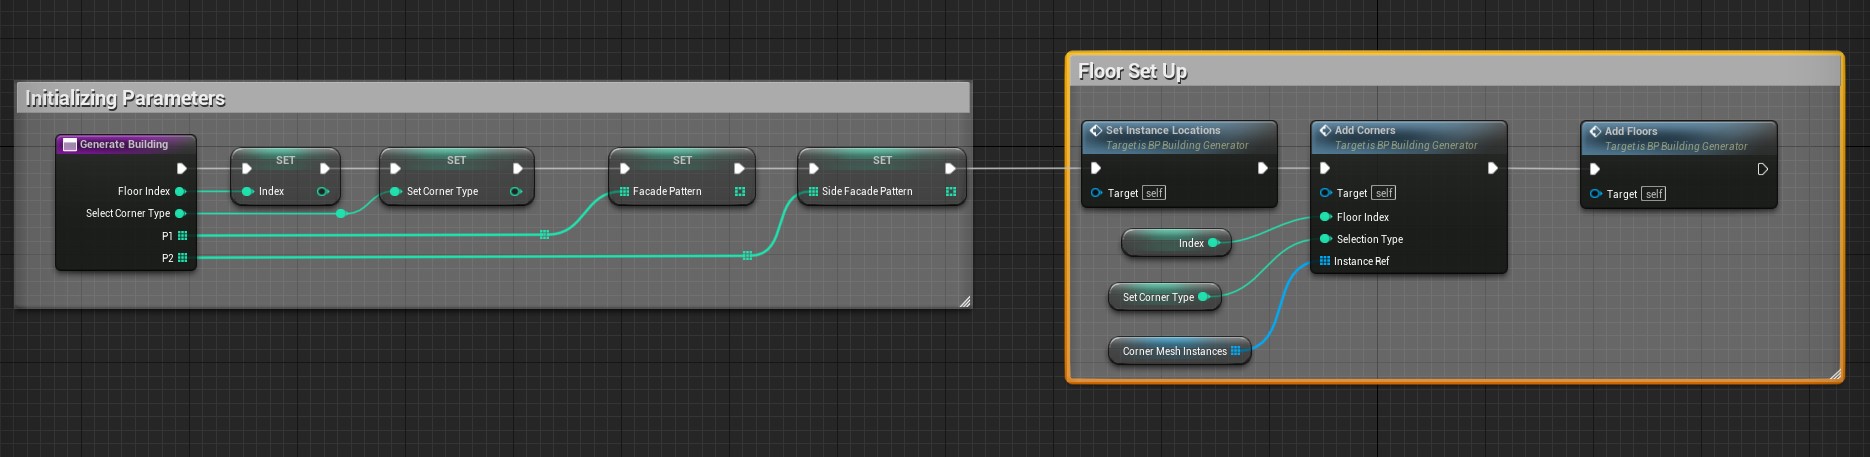 Initializing Parameters
Generate Building
Floor Index
Select Corner Type
P1
P2
SET
Index
SET
Set Corner Type
SET
Facade Pattern
SET
Side Facade Pattern
Floor Set Up
Set Instance Locations
Target is BP Building Generator
Target self
Add Corners
Target is BP Building Generator
Target self
Floor Index
Selection Type
Instance Ref
Add Floors
Target is BP Building Generator
Target self
Index
Set Corner Type
Corner Mesh Instances